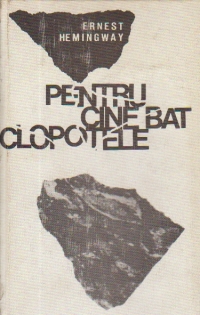 ERNEST
HEMINGWAY
PENTRU
CINE BAT
CLOPOTELE